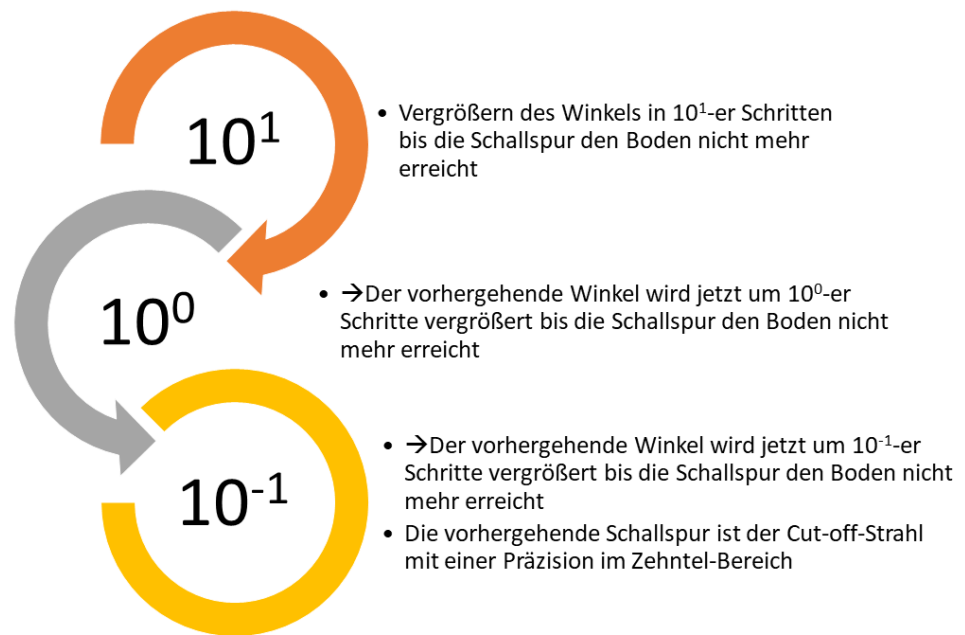 10¹
• Vergrößern des Winkels in 10¹-er Schritten
bis die Schallspur den Boden nicht mehr
erreicht
10⁰
• →Der vorhergehende Winkel wird jetzt um 10⁰-er
Schritte vergrößert bis die Schallspur den Boden nicht
mehr erreicht
10⁻¹
• →Der vorhergehende Winkel wird jetzt um 10⁻¹-er
Schritte vergrößert bis die Schallspur den Boden nicht
mehr erreicht
• Die vorhergehende Schallspur ist der Cut-off-Strahl
mit einer Präzision im Zehntel-Bereich